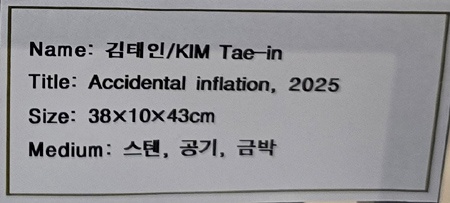 Name: 김태인/KIM Tae-in
Title: Accidental inflation, 2025
Size: 38×10×43cm
Medium: 스텐, 공기, 금박